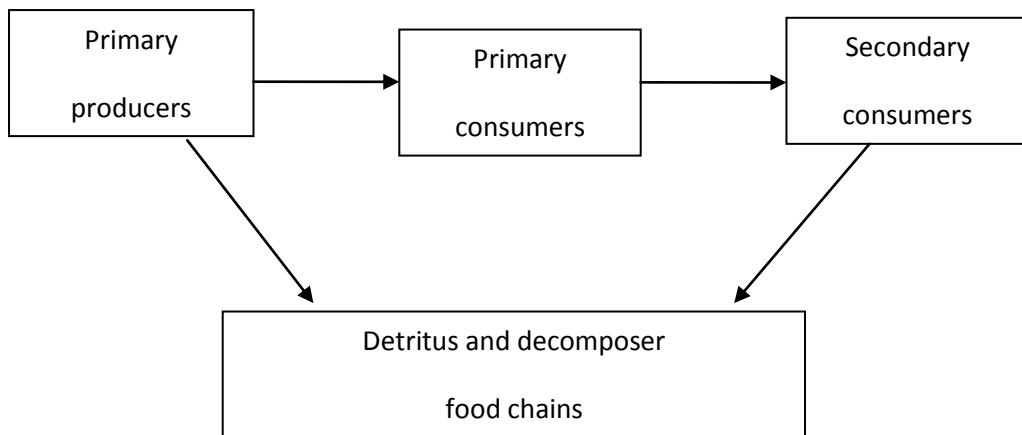 Primary
producers
Primary
consumers
Secondary
consumers
Detritus and decomposer
food chains